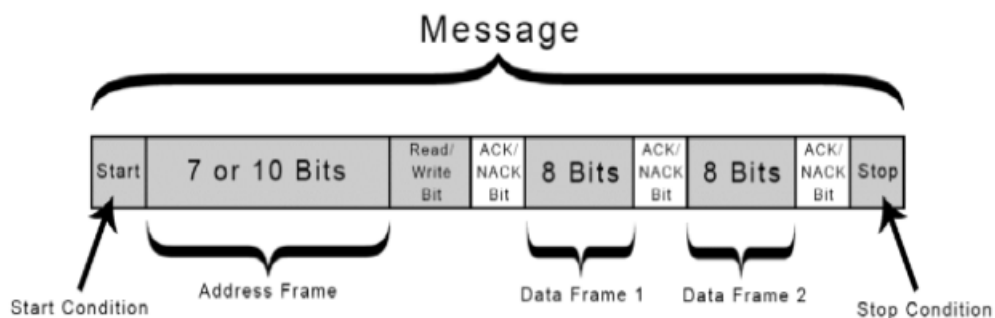 Message
Start
7 or 10 Bits
Read/
Write
Bit
ACK/
NACK
Bit
8 Bits
ACK/
NACK
Bit
8 Bits
ACK/
NACK
Bit
Stop
Start Condition
Address Frame
Data Frame 1
Data Frame 2
Stop Condition